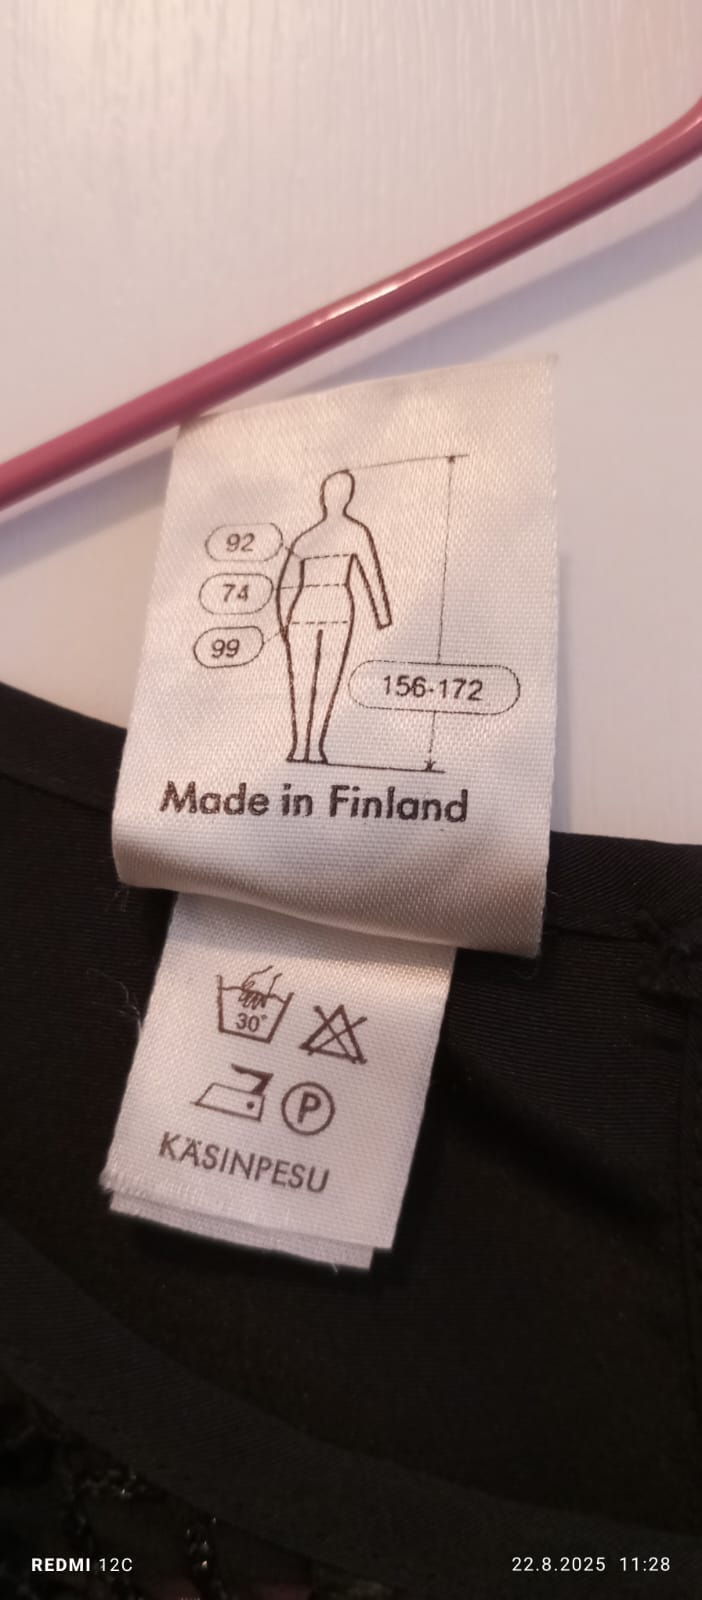 92
74
99
156-172
Made in Finland
30°
P
KÄSINPESU
REDMI 12C
22.8.2025 11:28